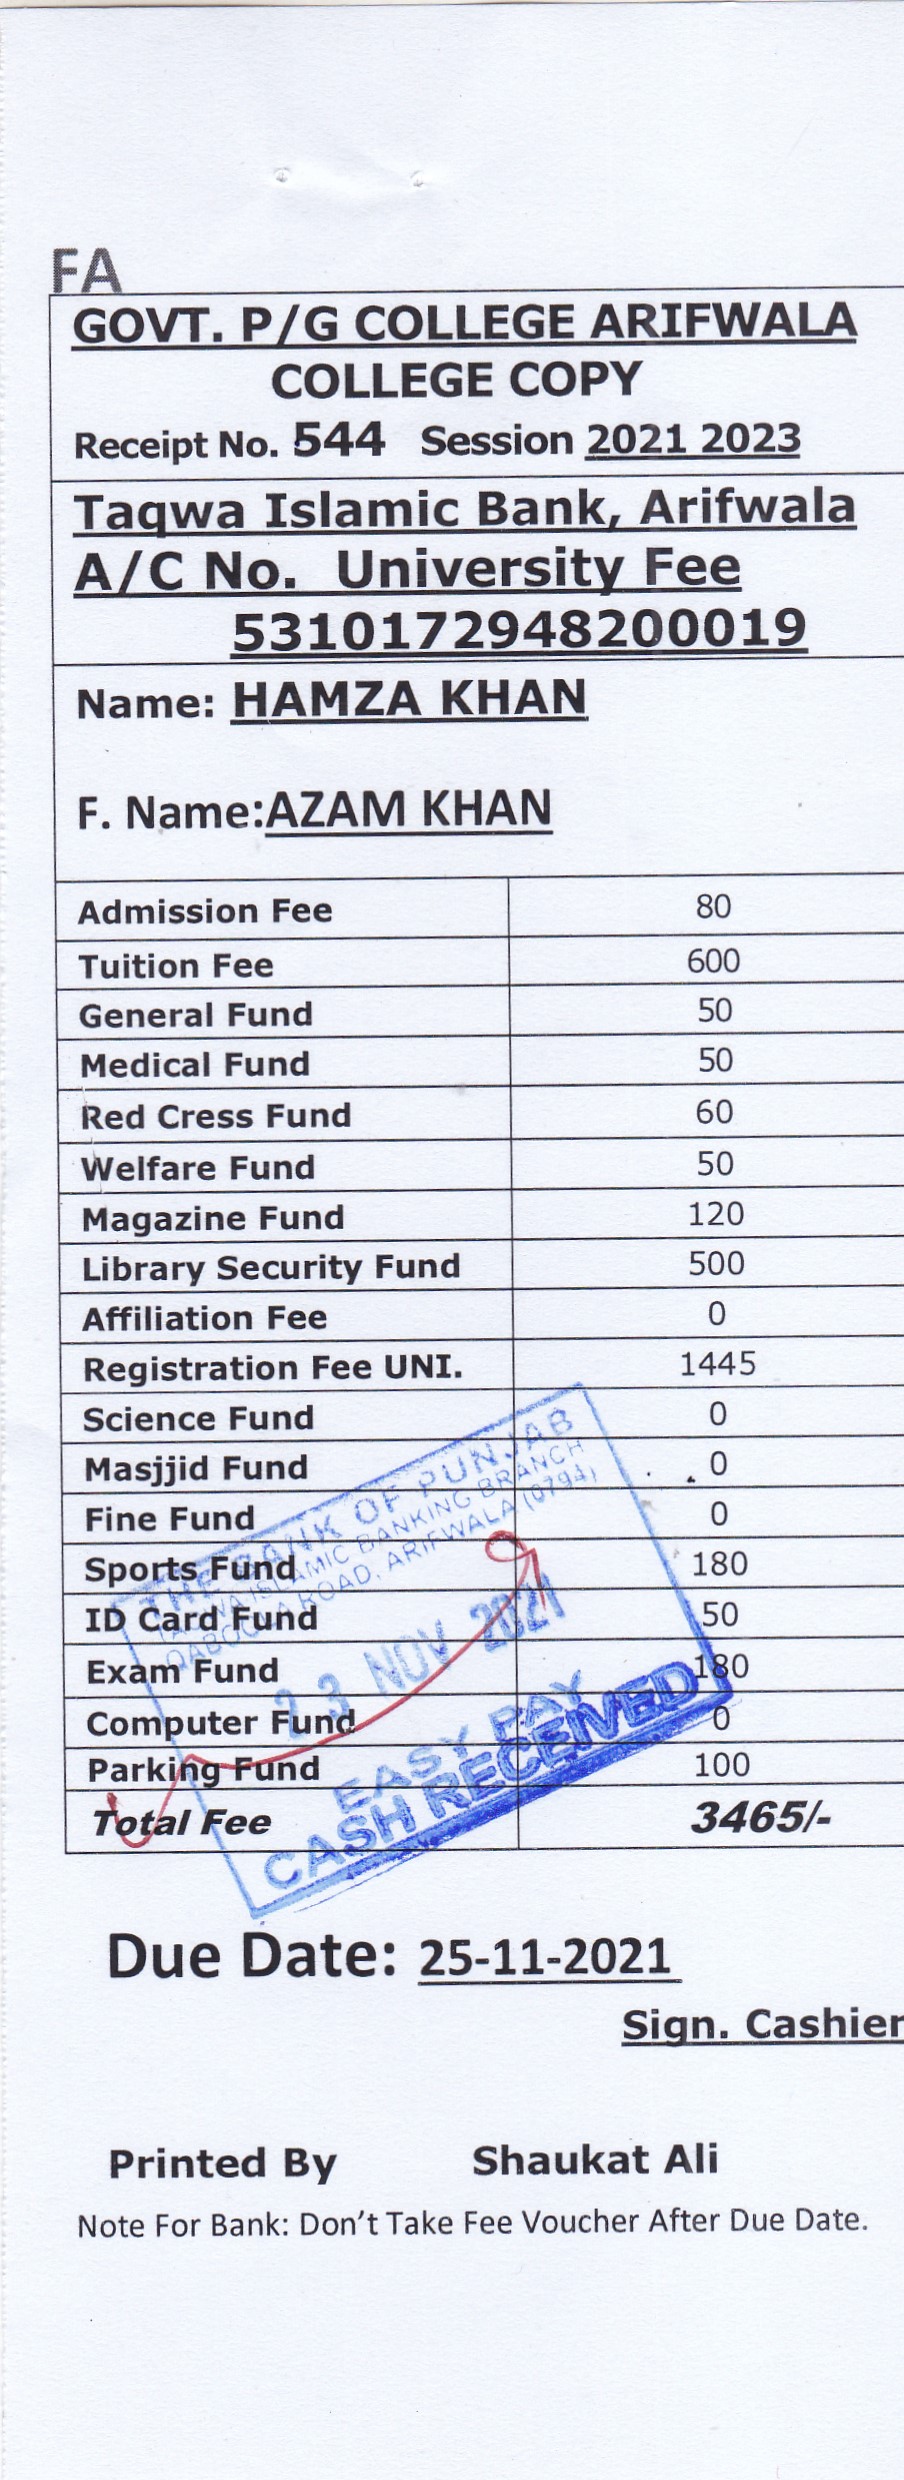 FA
GOVT. P/G COLLEGE ARIFWALA
COLLEGE COPY
Receipt No. 544 Session 2021 2023
Taqwa Islamic Bank, Arifwala
A/C No. University Fee
5310172948200019
Name: HAMZA KHAN
F. Name:AZAM KHAN
Admission Fee 80
Tuition Fee 600
General Fund 50
Medical Fund 50
Red Cress Fund 60
Welfare Fund 50
Magazine Fund 120
Library Security Fund 500
Affiliation Fee 0
Registration Fee UNI. 1445
Science Fund 0
Masjjid Fund 0
Fine Fund 0
Sports Fund 180
ID Card Fund 50
Exam Fund 180
Computer Fund 0
Parking Fund 100
Total Fee 3465/-
THE BANK OF PUNJAB
TAQWA ISLAMIC BANKING BRANCH
QABOOLA ROAD, ARIFWALA (0794)
23 NOV 2021
EASY PAY
CASH RECEIVED
Due Date: 25-11-2021
Sign. Cashier
Printed By Shaukat Ali
Note For Bank: Don't Take Fee Voucher After Due Date.